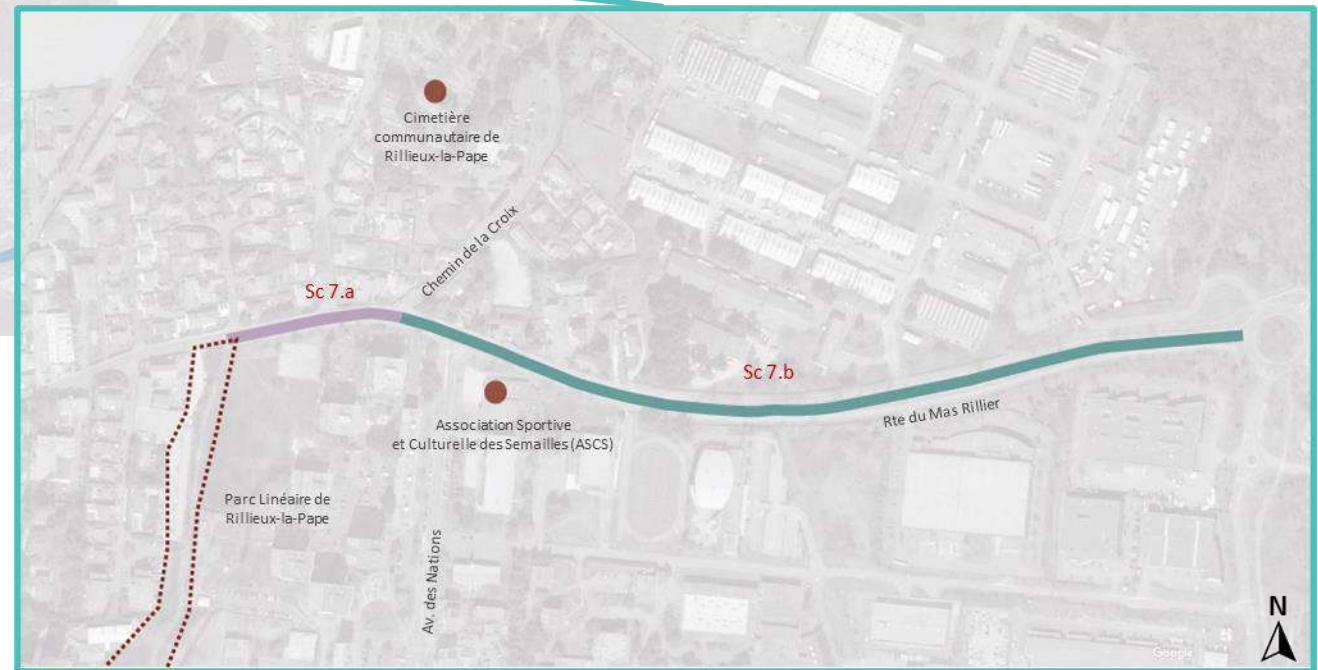 Cimetière
communautaire de
Rillieux-la-Pape
Chemin de la Croix
Sc 7.a
Sc 7.b
Rte du Mas Rillier
Association Sportive
et Culturelle des Semailles (ASCS)
Parc Linéaire de
Rillieux-la-Pape
Av. des Nations
N
Google